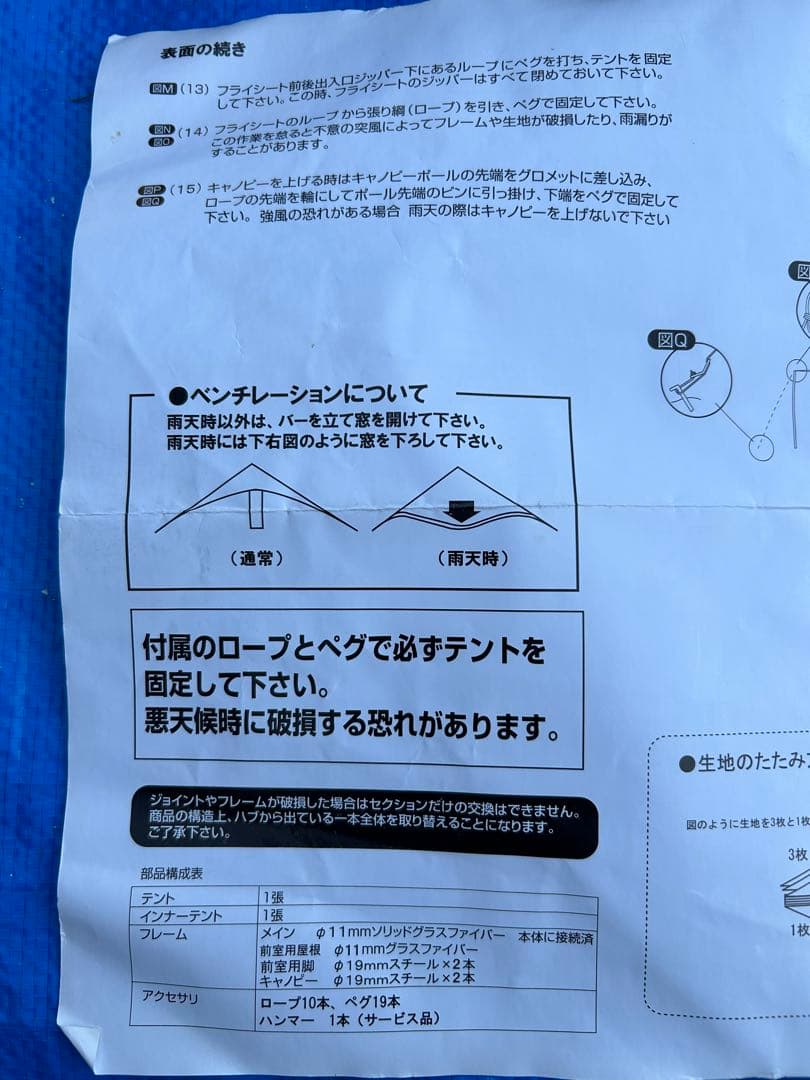 表面の続き
図M (13) フライシート前後出入口ジッパー下にあるループにペグを打ち、テントを固定
して下さい。この時、フライシートのジッパーはすべて閉めておいて下さい。
図N (14) フライシートのループから張り綱(ロープ)を引き、ペグで固定して下さい。
図O この作業を怠ると不意の突風によってフレームや生地が破損したり、雨漏りが
することがあります。
図P (15) キャノピーを上げる時はキャノピーポールの先端をグロメットに差し込み、
図Q ロープの先端を輪にしてポール先端のピンに引っ掛け、下端をペグで固定して
下さい。強風の恐れがある場合 雨天の際はキャノピーを上げないで下さい
図
図Q
●ベンチレーションについて
雨天時以外は、バーを立て窓を開けて下さい。
雨天時には下右図のように窓を下ろして下さい。
(通常) (雨天時)
付属のロープとペグで必ずテントを
固定して下さい。
悪天候時に破損する恐れがあります。
ジョイントやフレームが破損した場合はセクションだけの交換はできません。
商品の構造上、ハブから出ている一本全体を取り替えることになります。
ご了承下さい。
●生地のたたみ
図のように生地を3枚と1枚
3枚
1枚
部品構成表
テント 1張
インナーテント 1張
フレーム メイン φ11mmソリッドグラスファイバー 本体に接続済
前室用屋根 φ11mmグラスファイバー
前室用脚 φ19mmスチール×2本
キャノピー φ19mmスチール×2本
アクセサリ ロープ10本、ペグ19本
ハンマー 1本(サービス品)